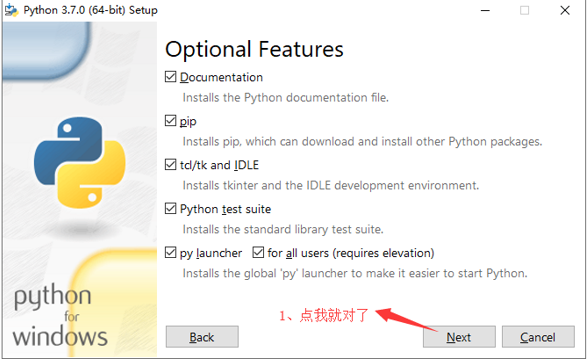 Python 3.7.0 (64-bit) Setup
Optional Features
Documentation
Installs the Python documentation file.
pip
Installs pip, which can download and install other Python packages.
tcl/tk and IDLE
Installs tkinter and the IDLE development environment.
Python test suite
Installs the standard library test suite.
py launcher for all users (requires elevation)
Installs the global 'py' launcher to make it easier to start Python.
python
for
windows
1、点我就对了
Back Next Cancel